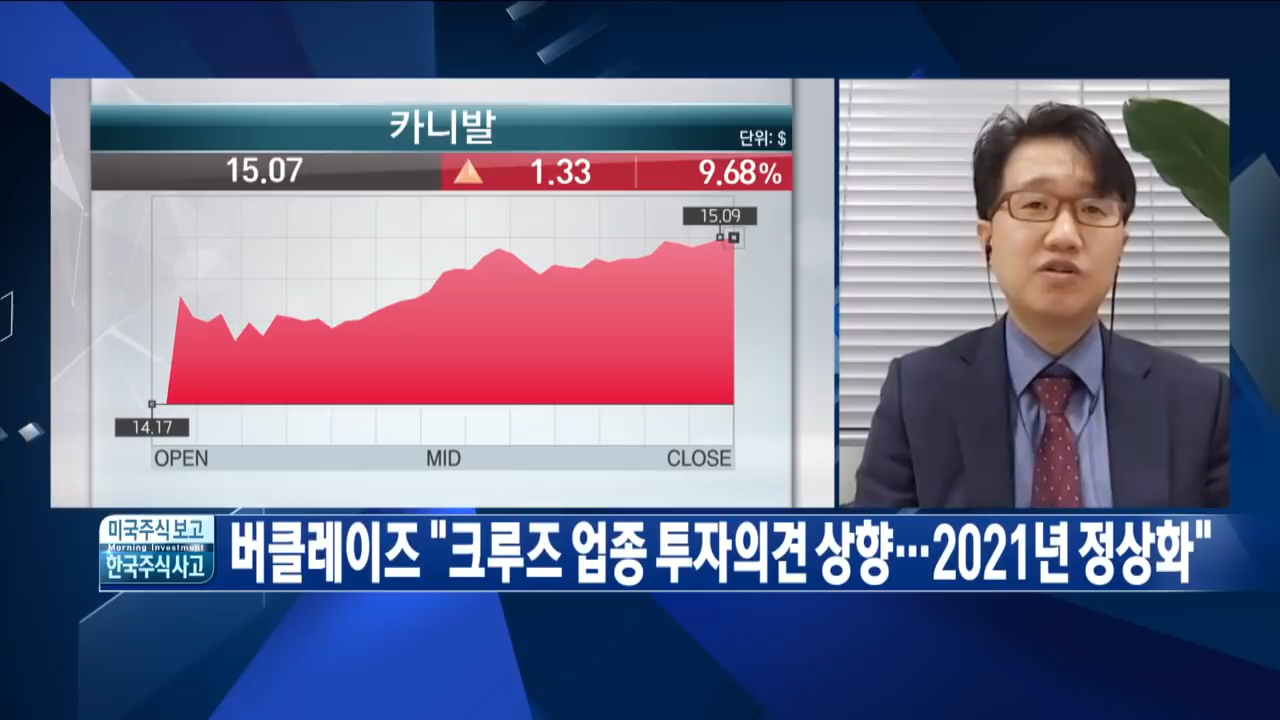 카니발
단위: $
15.07 1.33 9.68%
15.09
14.17
OPEN MID CLOSE
미국주식 보고
Morning Investment
한국주식 사고
버클레이즈 "크루즈 업종 투자의견 상향…2021년 정상화"